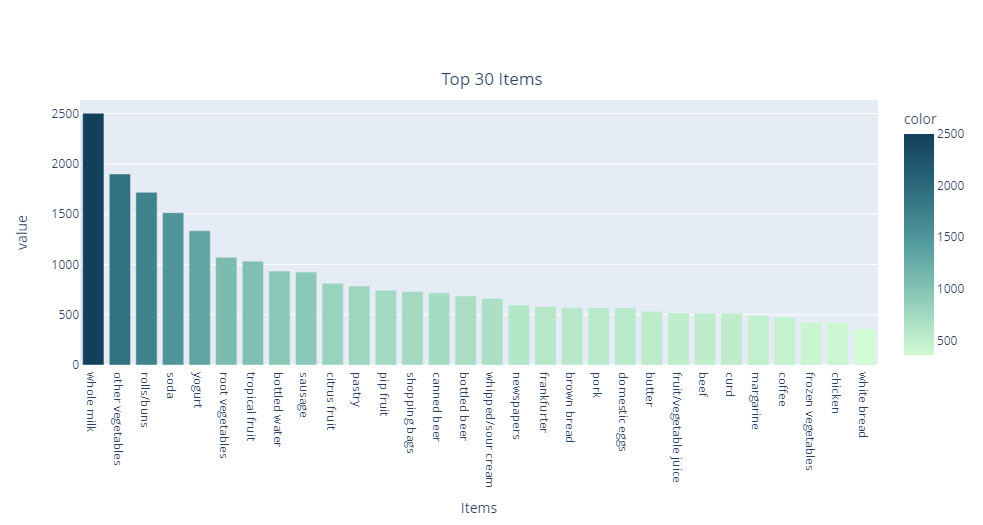 Top 30 Items
value
2500
2000
1500
1000
500
0
whole milk
other vegetables
rolls/buns
soda
yogurt
root vegetables
tropical fruit
bottled water
sausage
citrus fruit
pastry
pip fruit
shopping bags
canned beer
bottled beer
whipped/sour cream
newspapers
frankfurter
brown bread
pork
domestic eggs
butter
fruit/vegetable juice
beef
curd
margarine
coffee
frozen vegetables
chicken
white bread
Items
color
2500
2000
1500
1000
500